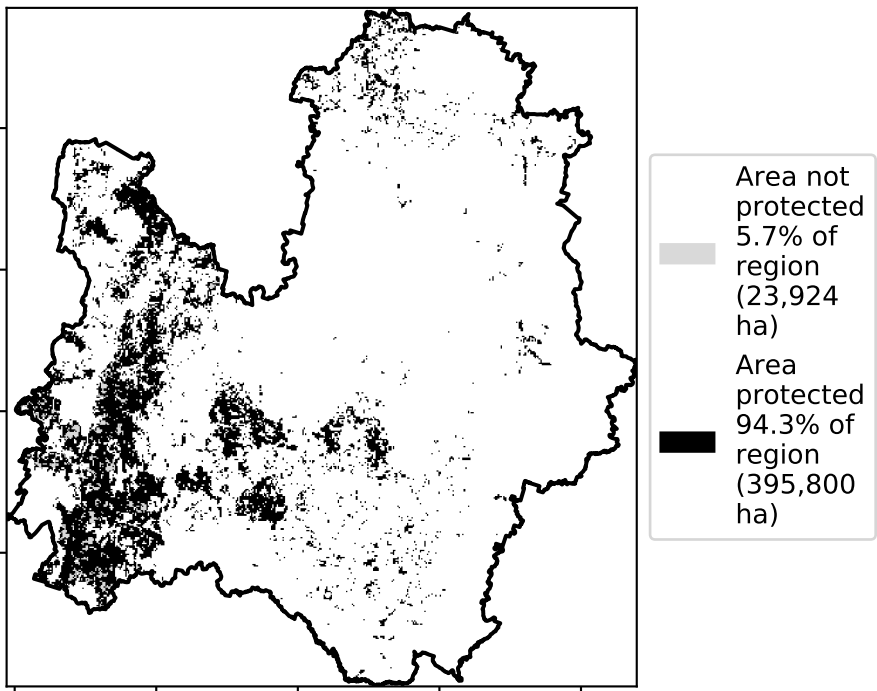 Area not
protected
5.7% of
region
(23,924
ha)
Area
protected
94.3% of
region
(395,800
ha)